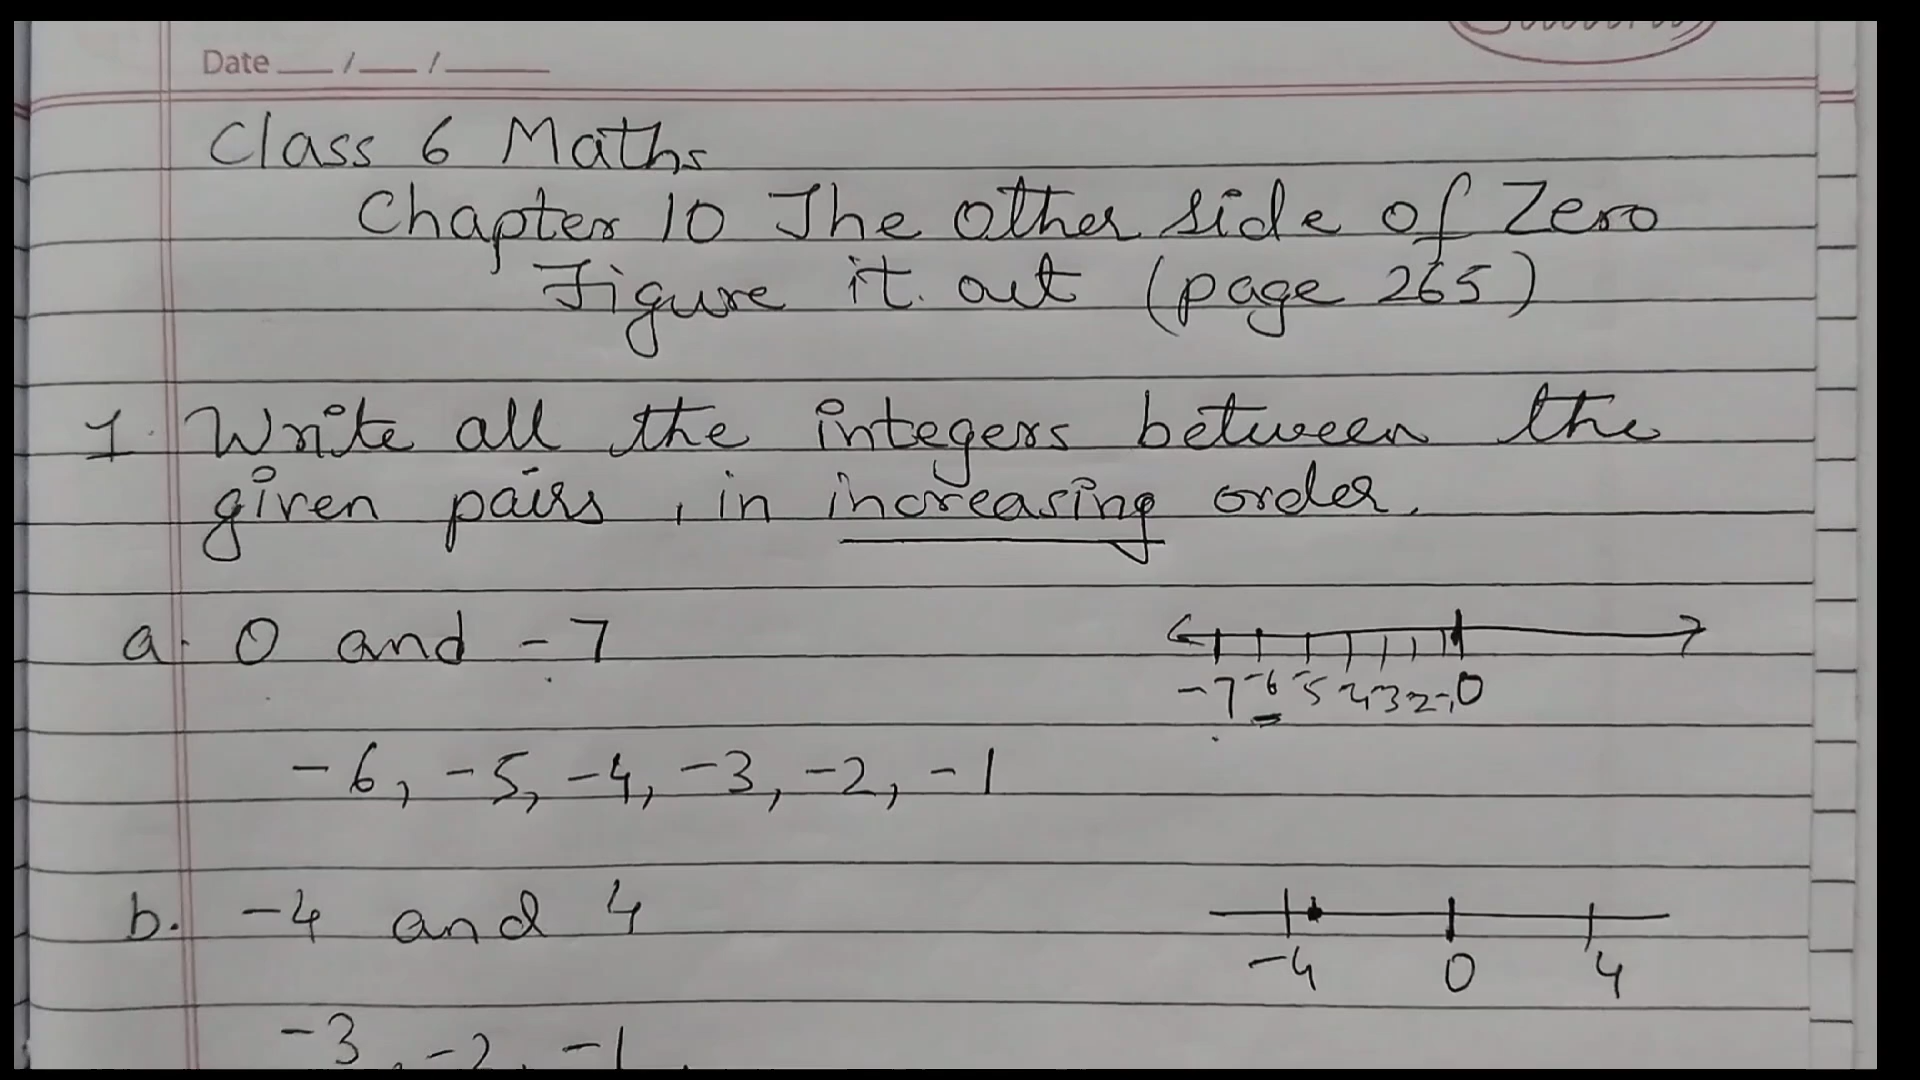 Date __ / __ / ____
Class 6 Maths
Chapter 10 The Other side of Zero
Figure it out (page 265)
1. Write all the integers between the
given pairs, in increasing order.
a. 0 and -7
-7 -6 -5 -4 -3 -2 -1 0
-6, -5, -4, -3, -2, -1
b. -4 and 4
-4 0 4
-3, -2, -1,